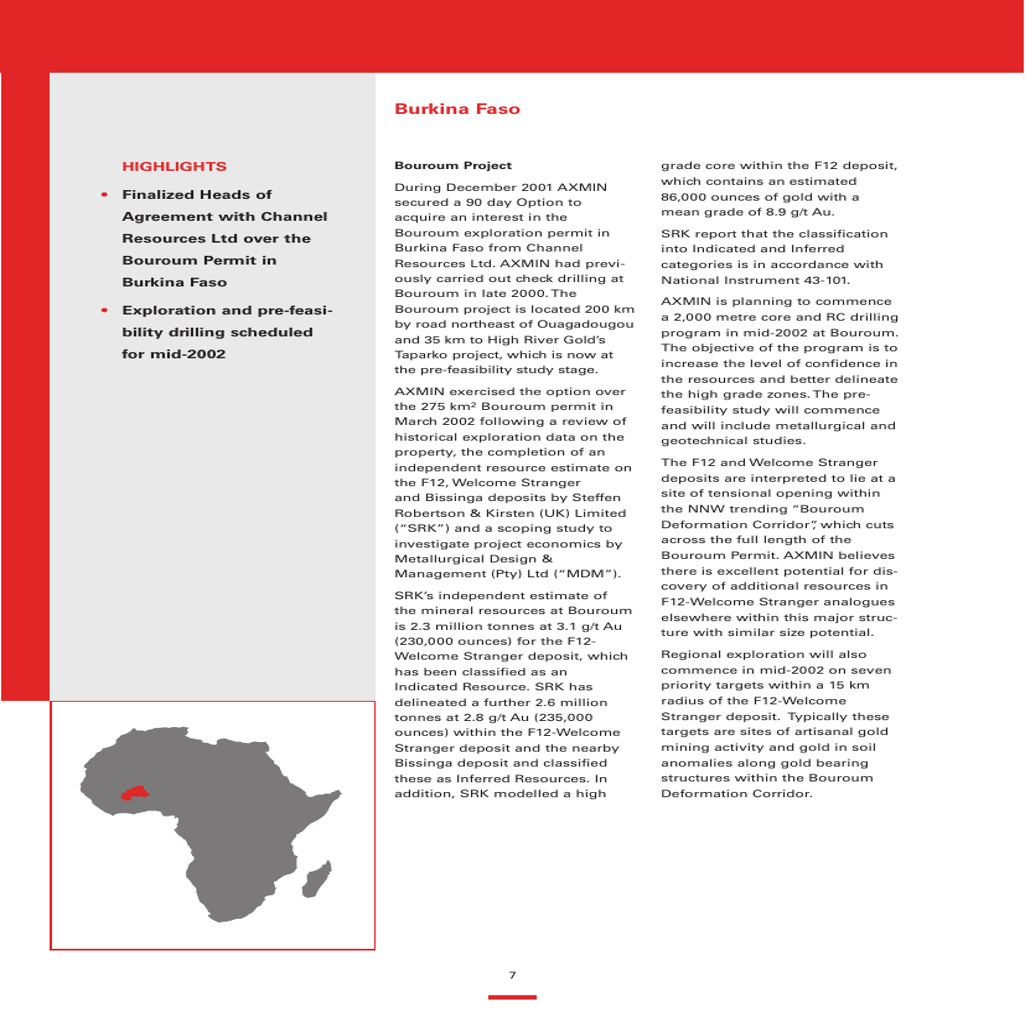 Burkina Faso
HIGHLIGHTS
• Finalized Heads of
Agreement with Channel
Resources Ltd over the
Bouroum Permit in
Burkina Faso
• Exploration and pre-feasi-
bility drilling scheduled
for mid-2002
Bouroum Project
During December 2001 AXMIN
secured a 90 day Option to
acquire an interest in the
Bouroum exploration permit in
Burkina Faso from Channel
Resources Ltd. AXMIN had previ-
ously carried out check drilling at
Bouroum in late 2000. The
Bouroum project is located 200 km
by road northeast of Ouagadougou
and 35 km to High River Gold's
Taparko project, which is now at
the pre-feasibility study stage.
AXMIN exercised the option over
the 275 km² Bouroum permit in
March 2002 following a review of
historical exploration data on the
property, the completion of an
independent resource estimate on
the F12, Welcome Stranger
and Bissinga deposits by Steffen
Robertson & Kirsten (UK) Limited
("SRK") and a scoping study to
investigate project economics by
Metallurgical Design &
Management (Pty) Ltd ("MDM").
SRK's independent estimate of
the mineral resources at Bouroum
is 2.3 million tonnes at 3.1 g/t Au
(230,000 ounces) for the F12-
Welcome Stranger deposit, which
has been classified as an
Indicated Resource. SRK has
delineated a further 2.6 million
tonnes at 2.8 g/t Au (235,000
ounces) within the F12-Welcome
Stranger deposit and the nearby
Bissinga deposit and classified
these as Inferred Resources. In
addition, SRK modelled a high
grade core within the F12 deposit,
which contains an estimated
86,000 ounces of gold with a
mean grade of 8.9 g/t Au.
SRK report that the classification
into Indicated and Inferred
categories is in accordance with
National Instrument 43-101.
AXMIN is planning to commence
a 2,000 metre core and RC drilling
program in mid-2002 at Bouroum.
The objective of the program is to
increase the level of confidence in
the resources and better delineate
the high grade zones. The pre-
feasibility study will commence
and will include metallurgical and
geotechnical studies.
The F12 and Welcome Stranger
deposits are interpreted to lie at a
site of tensional opening within
the NNW trending "Bouroum
Deformation Corridor", which cuts
across the full length of the
Bouroum Permit. AXMIN believes
there is excellent potential for dis-
covery of additional resources in
F12-Welcome Stranger analogues
elsewhere within this major struc-
ture with similar size potential.
Regional exploration will also
commence in mid-2002 on seven
priority targets within a 15 km
radius of the F12-Welcome
Stranger deposit. Typically these
targets are sites of artisanal gold
mining activity and gold in soil
anomalies along gold bearing
structures within the Bouroum
Deformation Corridor.
7